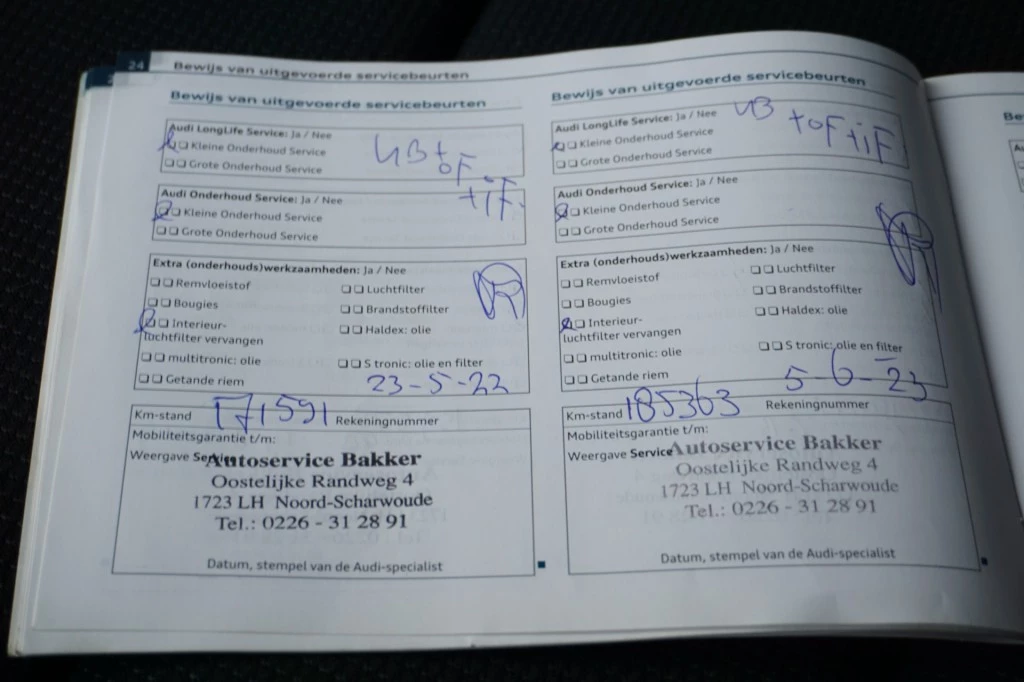 24 Bewijs van uitgevoerde servicebeurten
Bewijs van uitgevoerde servicebeurten
Audi LongLife Service: Ja / Nee
Kleine Onderhoud Service
Grote Onderhoud Service
UB + oF
+iF.
Audi Onderhoud Service: Ja / Nee
Kleine Onderhoud Service
Grote Onderhoud Service
Extra (onderhouds)werkzaamheden: Ja / Nee
Remvloeistof
Luchtfilter
Bougies
Brandstoffilter
Interieur-
luchtfilter vervangen
Haldex: olie
multitronic: olie
S tronic: olie en filter
Getande riem
23-5-22
Km-stand 171591 Rekeningnummer
Mobiliteitsgarantie t/m:
Weergave Service
Autoservice Bakker
Oostelijke Randweg 4
1723 LH Noord-Scharwoude
Tel.: 0226 - 31 28 91
Datum, stempel van de Audi-specialist
Bewijs van uitgevoerde servicebeurten
Audi LongLife Service: Ja / Nee
Kleine Onderhoud Service
Grote Onderhoud Service
UB +oF+iF
Audi Onderhoud Service: Ja / Nee
Kleine Onderhoud Service
Grote Onderhoud Service
Extra (onderhouds)werkzaamheden: Ja / Nee
Remvloeistof
Luchtfilter
Bougies
Brandstoffilter
Interieur-
luchtfilter vervangen
Haldex: olie
multitronic: olie
S tronic: olie en filter
Getande riem
5-6-23
Km-stand 185363 Rekeningnummer
Mobiliteitsgarantie t/m:
Weergave Service
Autoservice Bakker
Oostelijke Randweg 4
1723 LH Noord-Scharwoude
Tel.: 0226 - 31 28 91
Datum, stempel van de Audi-specialist